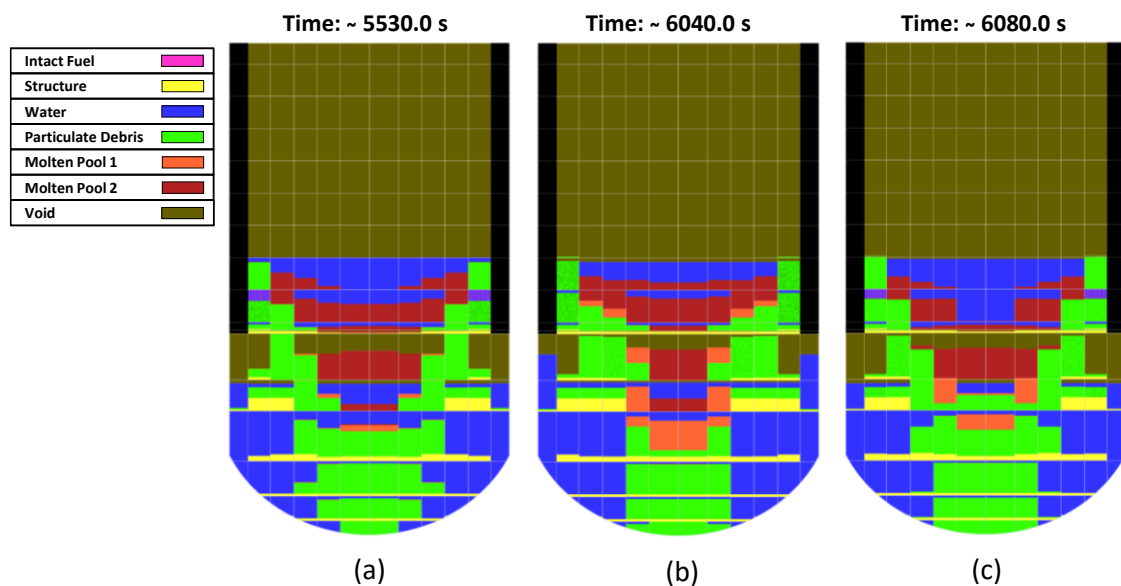 Time: ~ 5530.0 s
Time: ~ 6040.0 s
Time: ~ 6080.0 s
Intact Fuel
Structure
Water
Particulate Debris
Molten Pool 1
Molten Pool 2
Void
(a)
(b)
(c)